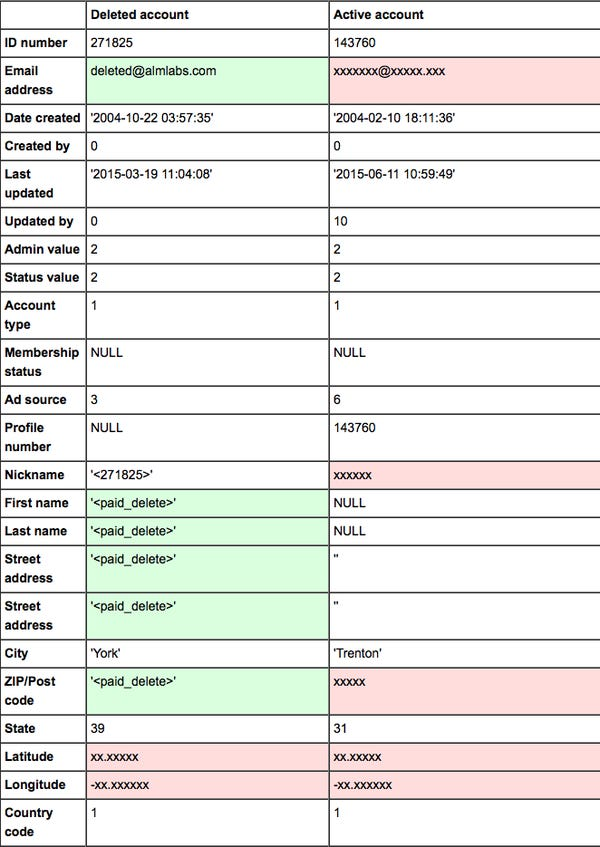 Deleted account Active account
ID number 271825 143760
Email address deleted@almlabs.com xxxxxxx@xxxxx.xxx
Date created '2004-10-22 03:57:35' '2004-02-10 18:11:36'
Created by 0 0
Last updated '2015-03-19 11:04:08' '2015-06-11 10:59:49'
Updated by 0 10
Admin value 2 2
Status value 2 2
Account type 1 1
Membership status NULL NULL
Ad source 3 6
Profile number NULL 143760
Nickname '<271825>' xxxxxx
First name '<paid_delete>' NULL
Last name '<paid_delete>' NULL
Street address '<paid_delete>' ''
Street address '<paid_delete>' ''
City 'York' 'Trenton'
ZIP/Post code '<paid_delete>' xxxxx
State 39 31
Latitude xx.xxxxx xx.xxxxx
Longitude -xx.xxxxxx -xx.xxxxxx
Country code 1 1